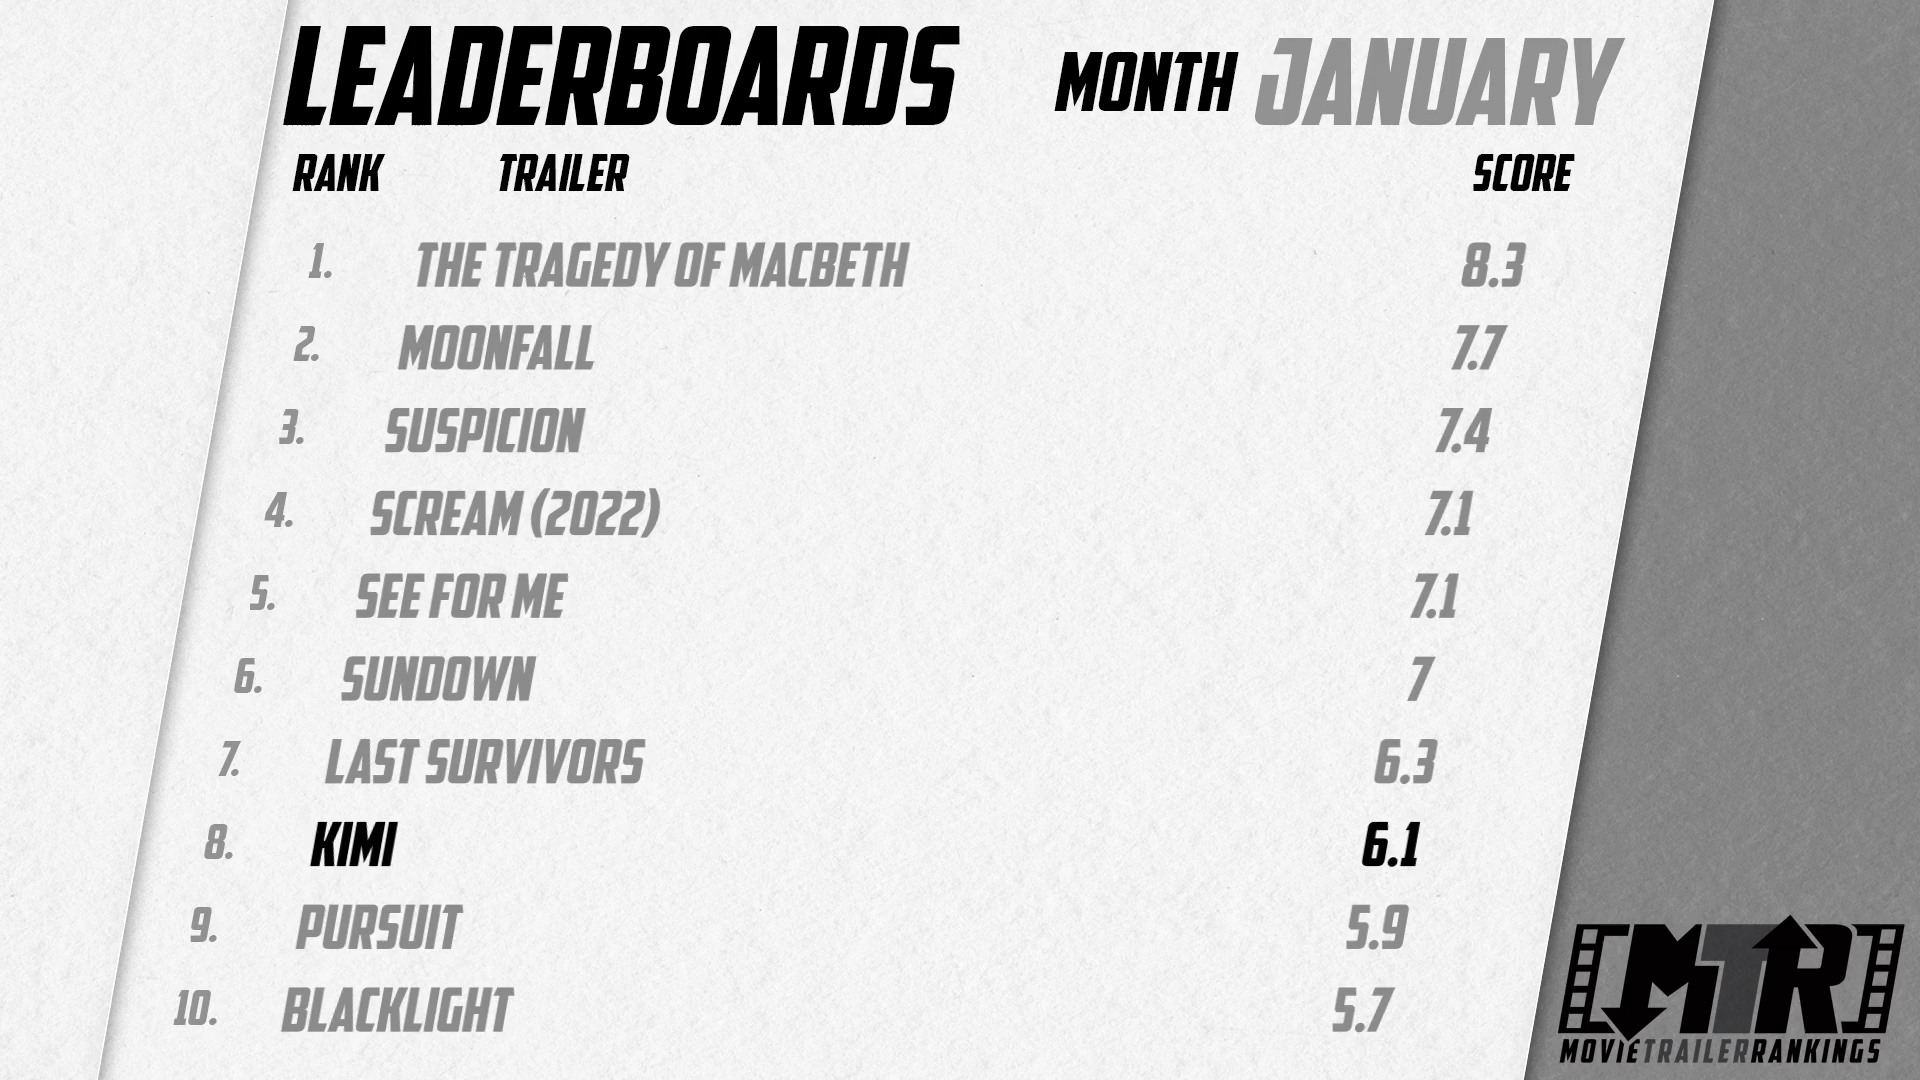 LEADERBOARDS MONTH JANUARY
RANK TRAILER SCORE
1. THE TRAGEDY OF MACBETH 8.3
2. MOONFALL 7.7
3. SUSPICION 7.4
4. SCREAM (2022) 7.1
5. SEE FOR ME 7.1
6. SUNDOWN 7
7. LAST SURVIVORS 6.3
8. KIMI 6.1
9. PURSUIT 5.9
10. BLACKLIGHT 5.7
MTR
MOVIETRAILERRANKINGS